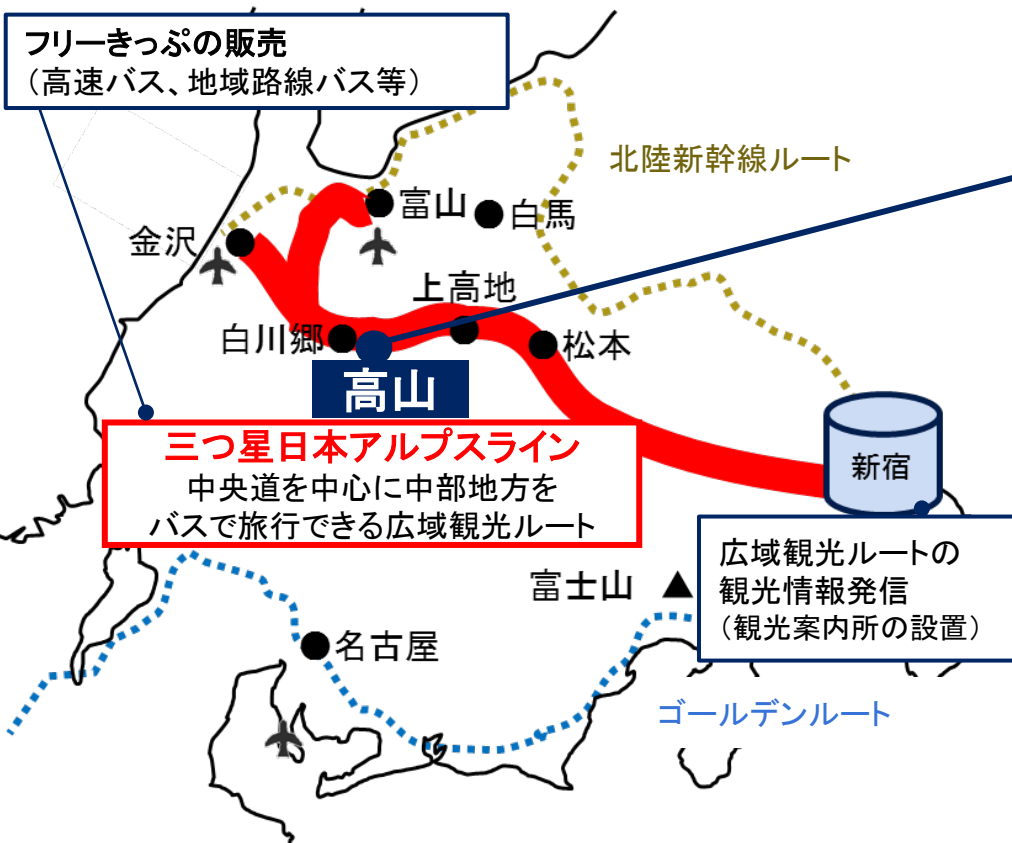 フリーきっぷの販売
（高速バス、地域路線バス等）
北陸新幹線ルート
富山
白馬
金沢
上高地
白川郷
松本
高山
三つ星日本アルプスライン
中央道を中心に中部地方を
バスで旅行できる広域観光ルート
新宿
広域観光ルートの
観光情報発信
（観光案内所の設置）
富士山
名古屋
ゴールデンルート